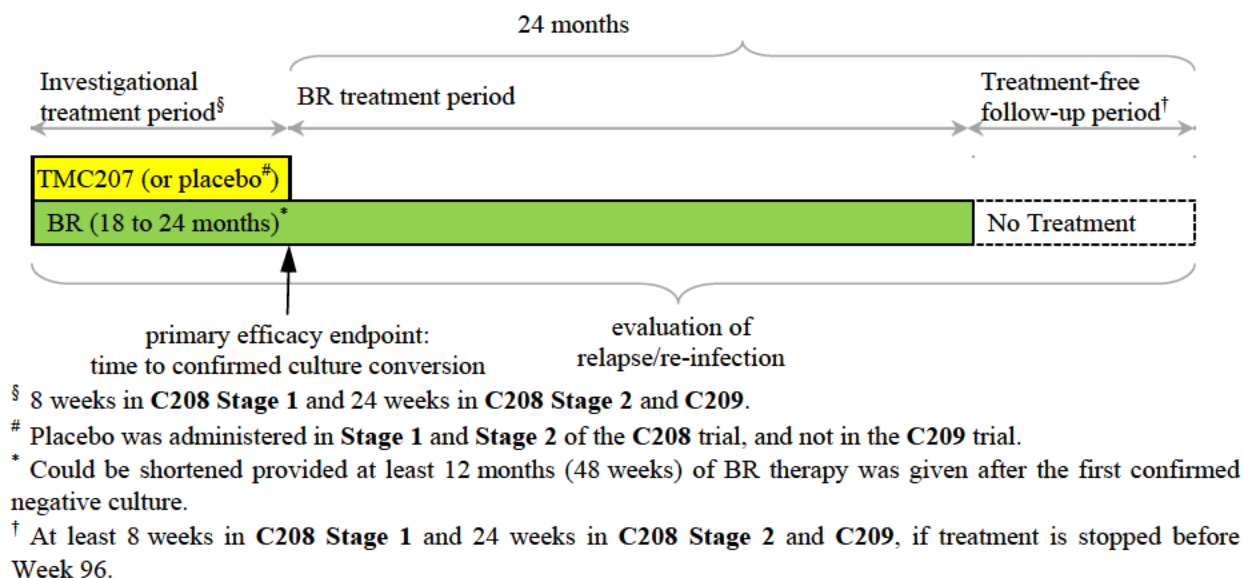 24 months
Investigational
treatment period§
BR treatment period
Treatment-free
follow-up period†
TMC207 (or placebo#)
BR (18 to 24 months)*
No Treatment
primary efficacy endpoint:
time to confirmed culture conversion
evaluation of
relapse/re-infection
§ 8 weeks in C208 Stage 1 and 24 weeks in C208 Stage 2 and C209.
# Placebo was administered in Stage 1 and Stage 2 of the C208 trial, and not in the C209 trial.
* Could be shortened provided at least 12 months (48 weeks) of BR therapy was given after the first confirmed
negative culture.
† At least 8 weeks in C208 Stage 1 and 24 weeks in C208 Stage 2 and C209, if treatment is stopped before
Week 96.